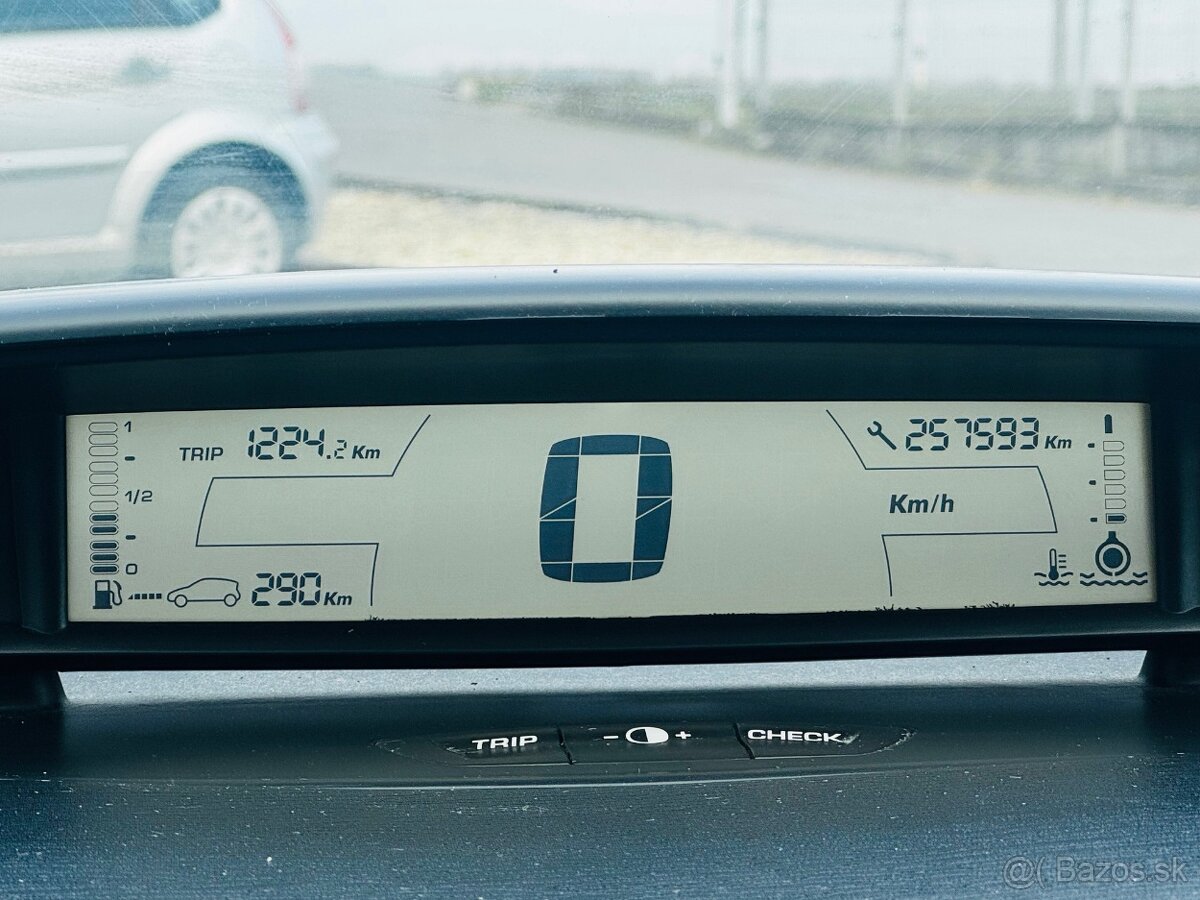 1
TRIP 1224.2 Km
257593 Km
1/2
Km/h
0
0
290 Km
TRIP - + CHECK
@( Bazos.sk